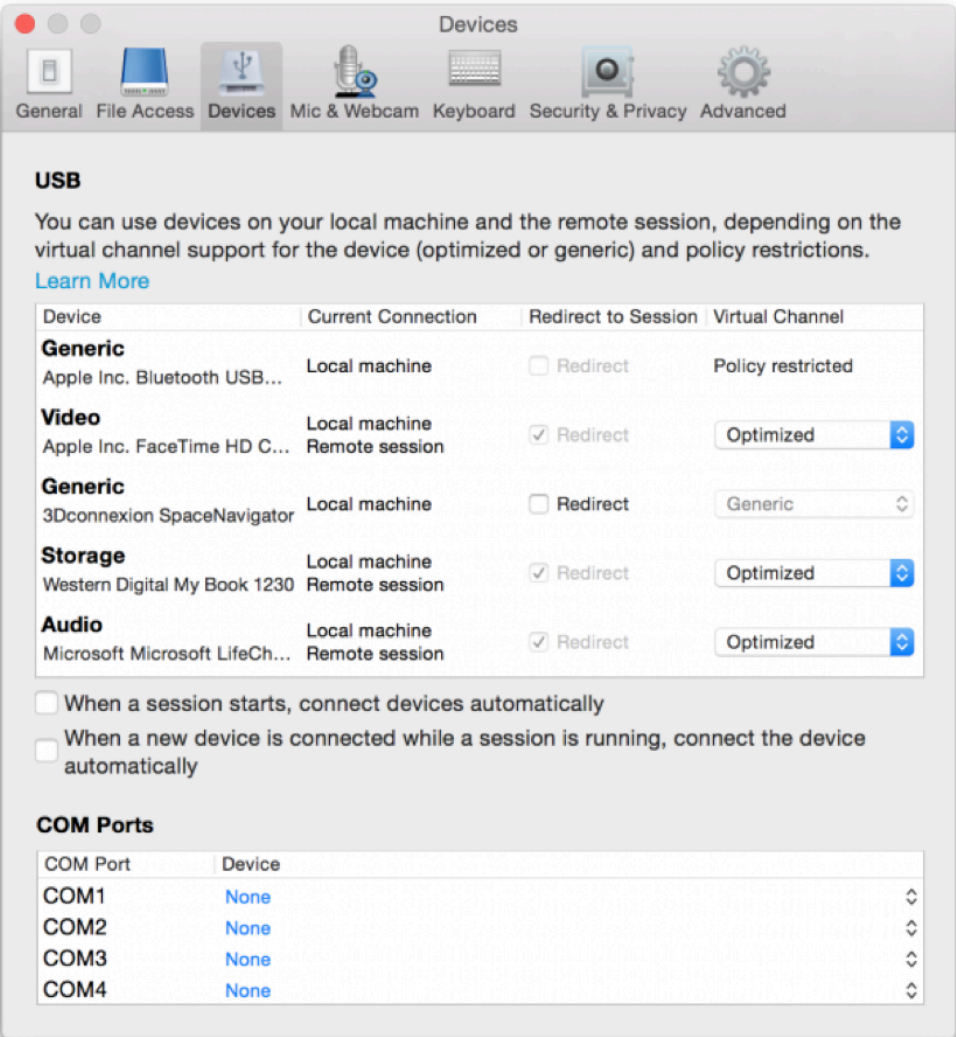 Devices
General File Access Devices Mic & Webcam Keyboard Security & Privacy Advanced
USB
You can use devices on your local machine and the remote session, depending on the
virtual channel support for the device (optimized or generic) and policy restrictions.
Learn More
Device Current Connection Redirect to Session Virtual Channel
Generic
Apple Inc. Bluetooth USB... Local machine Redirect Policy restricted
Video
Apple Inc. FaceTime HD C... Local machine Remote session Redirect Optimized
Generic
3Dconnexion SpaceNavigator Local machine Redirect Generic
Storage
Western Digital My Book 1230 Local machine Remote session Redirect Optimized
Audio
Microsoft Microsoft LifeCh... Local machine Remote session Redirect Optimized
When a session starts, connect devices automatically
When a new device is connected while a session is running, connect the device
automatically
COM Ports
COM Port Device
COM1 None
COM2 None
COM3 None
COM4 None